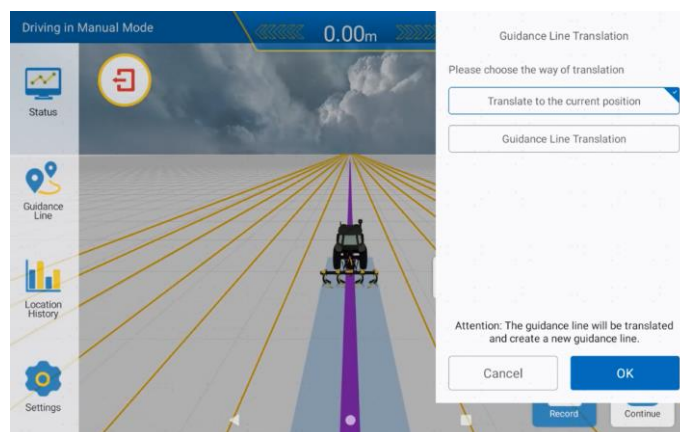 Driving in Manual Mode
0.00m
Status
Guidance
Line
Location
History
Settings
Guidance Line Translation
Please choose the way of translation
Translate to the current position
Guidance Line Translation
Attention: The guidance line will be translated
and create a new guidance line.
Cancel
OK
Record
Continue